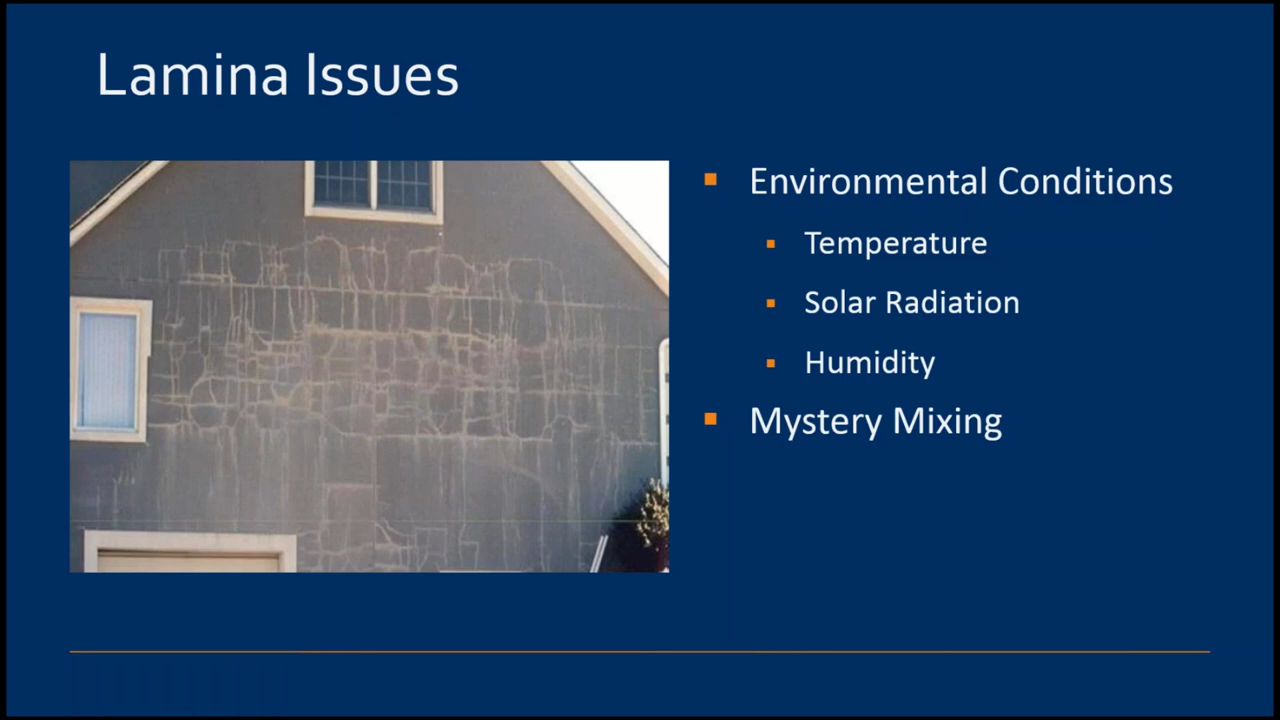 Lamina Issues
Environmental Conditions
Temperature
Solar Radiation
Humidity
Mystery Mixing